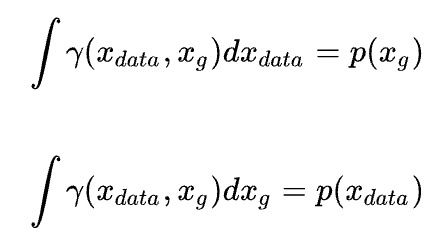 ∫ γ(x_{data}, x_g)dx_{data} = p(x_g)
∫ γ(x_{data}, x_g)dx_g = p(x_{data})